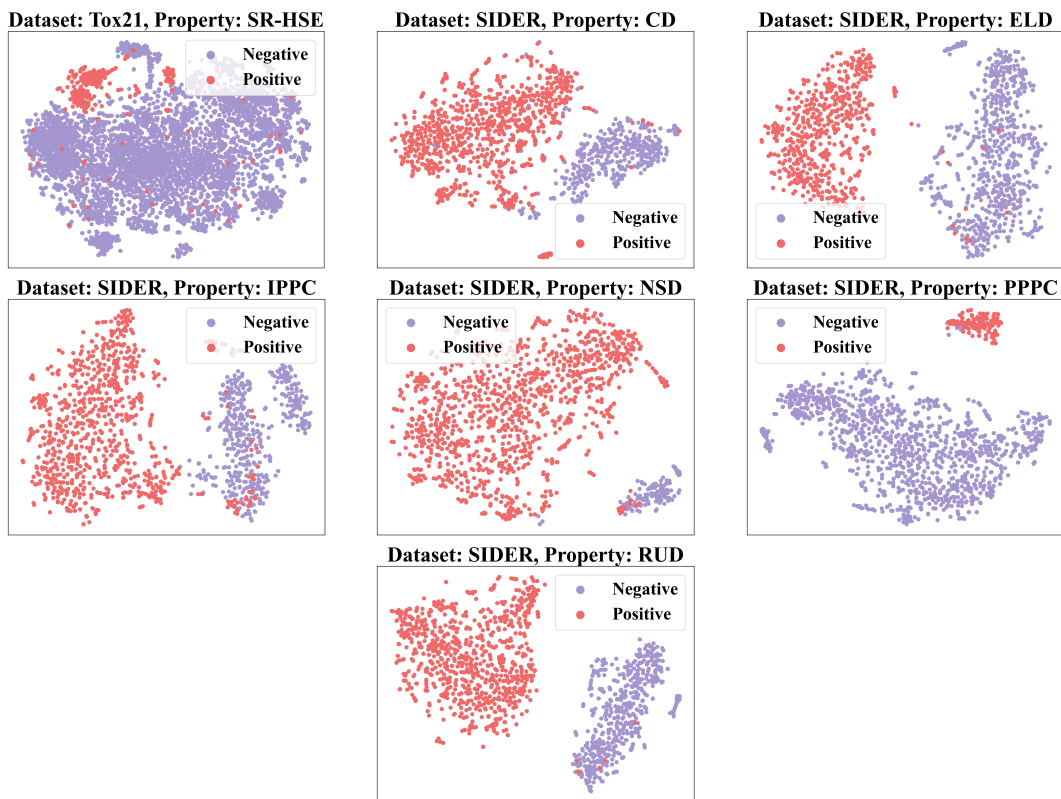 Dataset: Tox21, Property: SR-HSE
Negative
Positive
Dataset: SIDER, Property: CD
Negative
Positive
Dataset: SIDER, Property: ELD
Negative
Positive
Dataset: SIDER, Property: IPPC
Negative
Positive
Dataset: SIDER, Property: NSD
Negative
Positive
Dataset: SIDER, Property: PPPC
Negative
Positive
Dataset: SIDER, Property: RUD
Negative
Positive